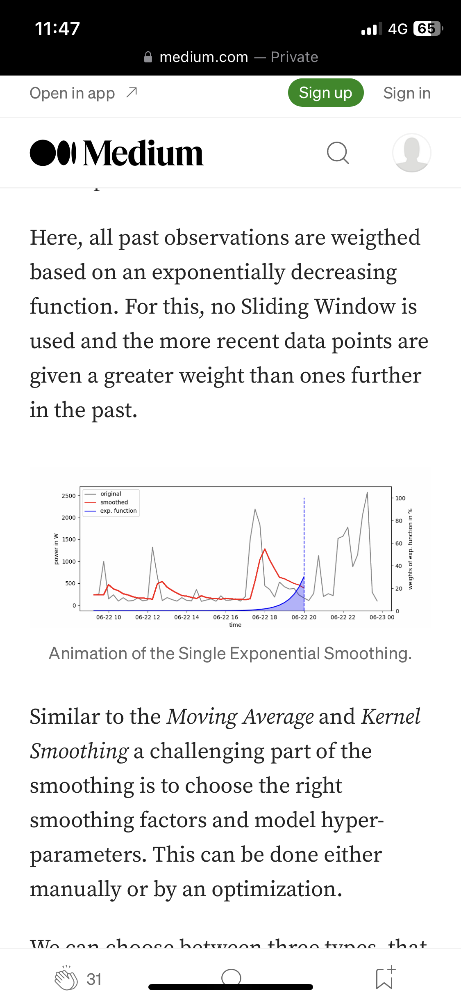 11:47
4G 65
medium.com — Private
Open in app
Sign up
Sign in
Medium
Here, all past observations are weigthed
based on an exponentially decreasing
function. For this, no Sliding Window is
used and the more recent data points are
given a greater weight than ones further
in the past.
original
smoothed
exp. function
power in W
2500
2000
1500
1000
500
0
100
80
60
40
20
0
weights of exp. function in %
06-22 10 06-22 12 06-22 14 06-22 16 06-22 18 06-22 20 06-22 22 06-23 00
time
Animation of the Single Exponential Smoothing.
Similar to the Moving Average and Kernel
Smoothing a challenging part of the
smoothing is to choose the right
smoothing factors and model hyper-
parameters. This can be done either
manually or by an optimization.
We can choose between three types, that
31